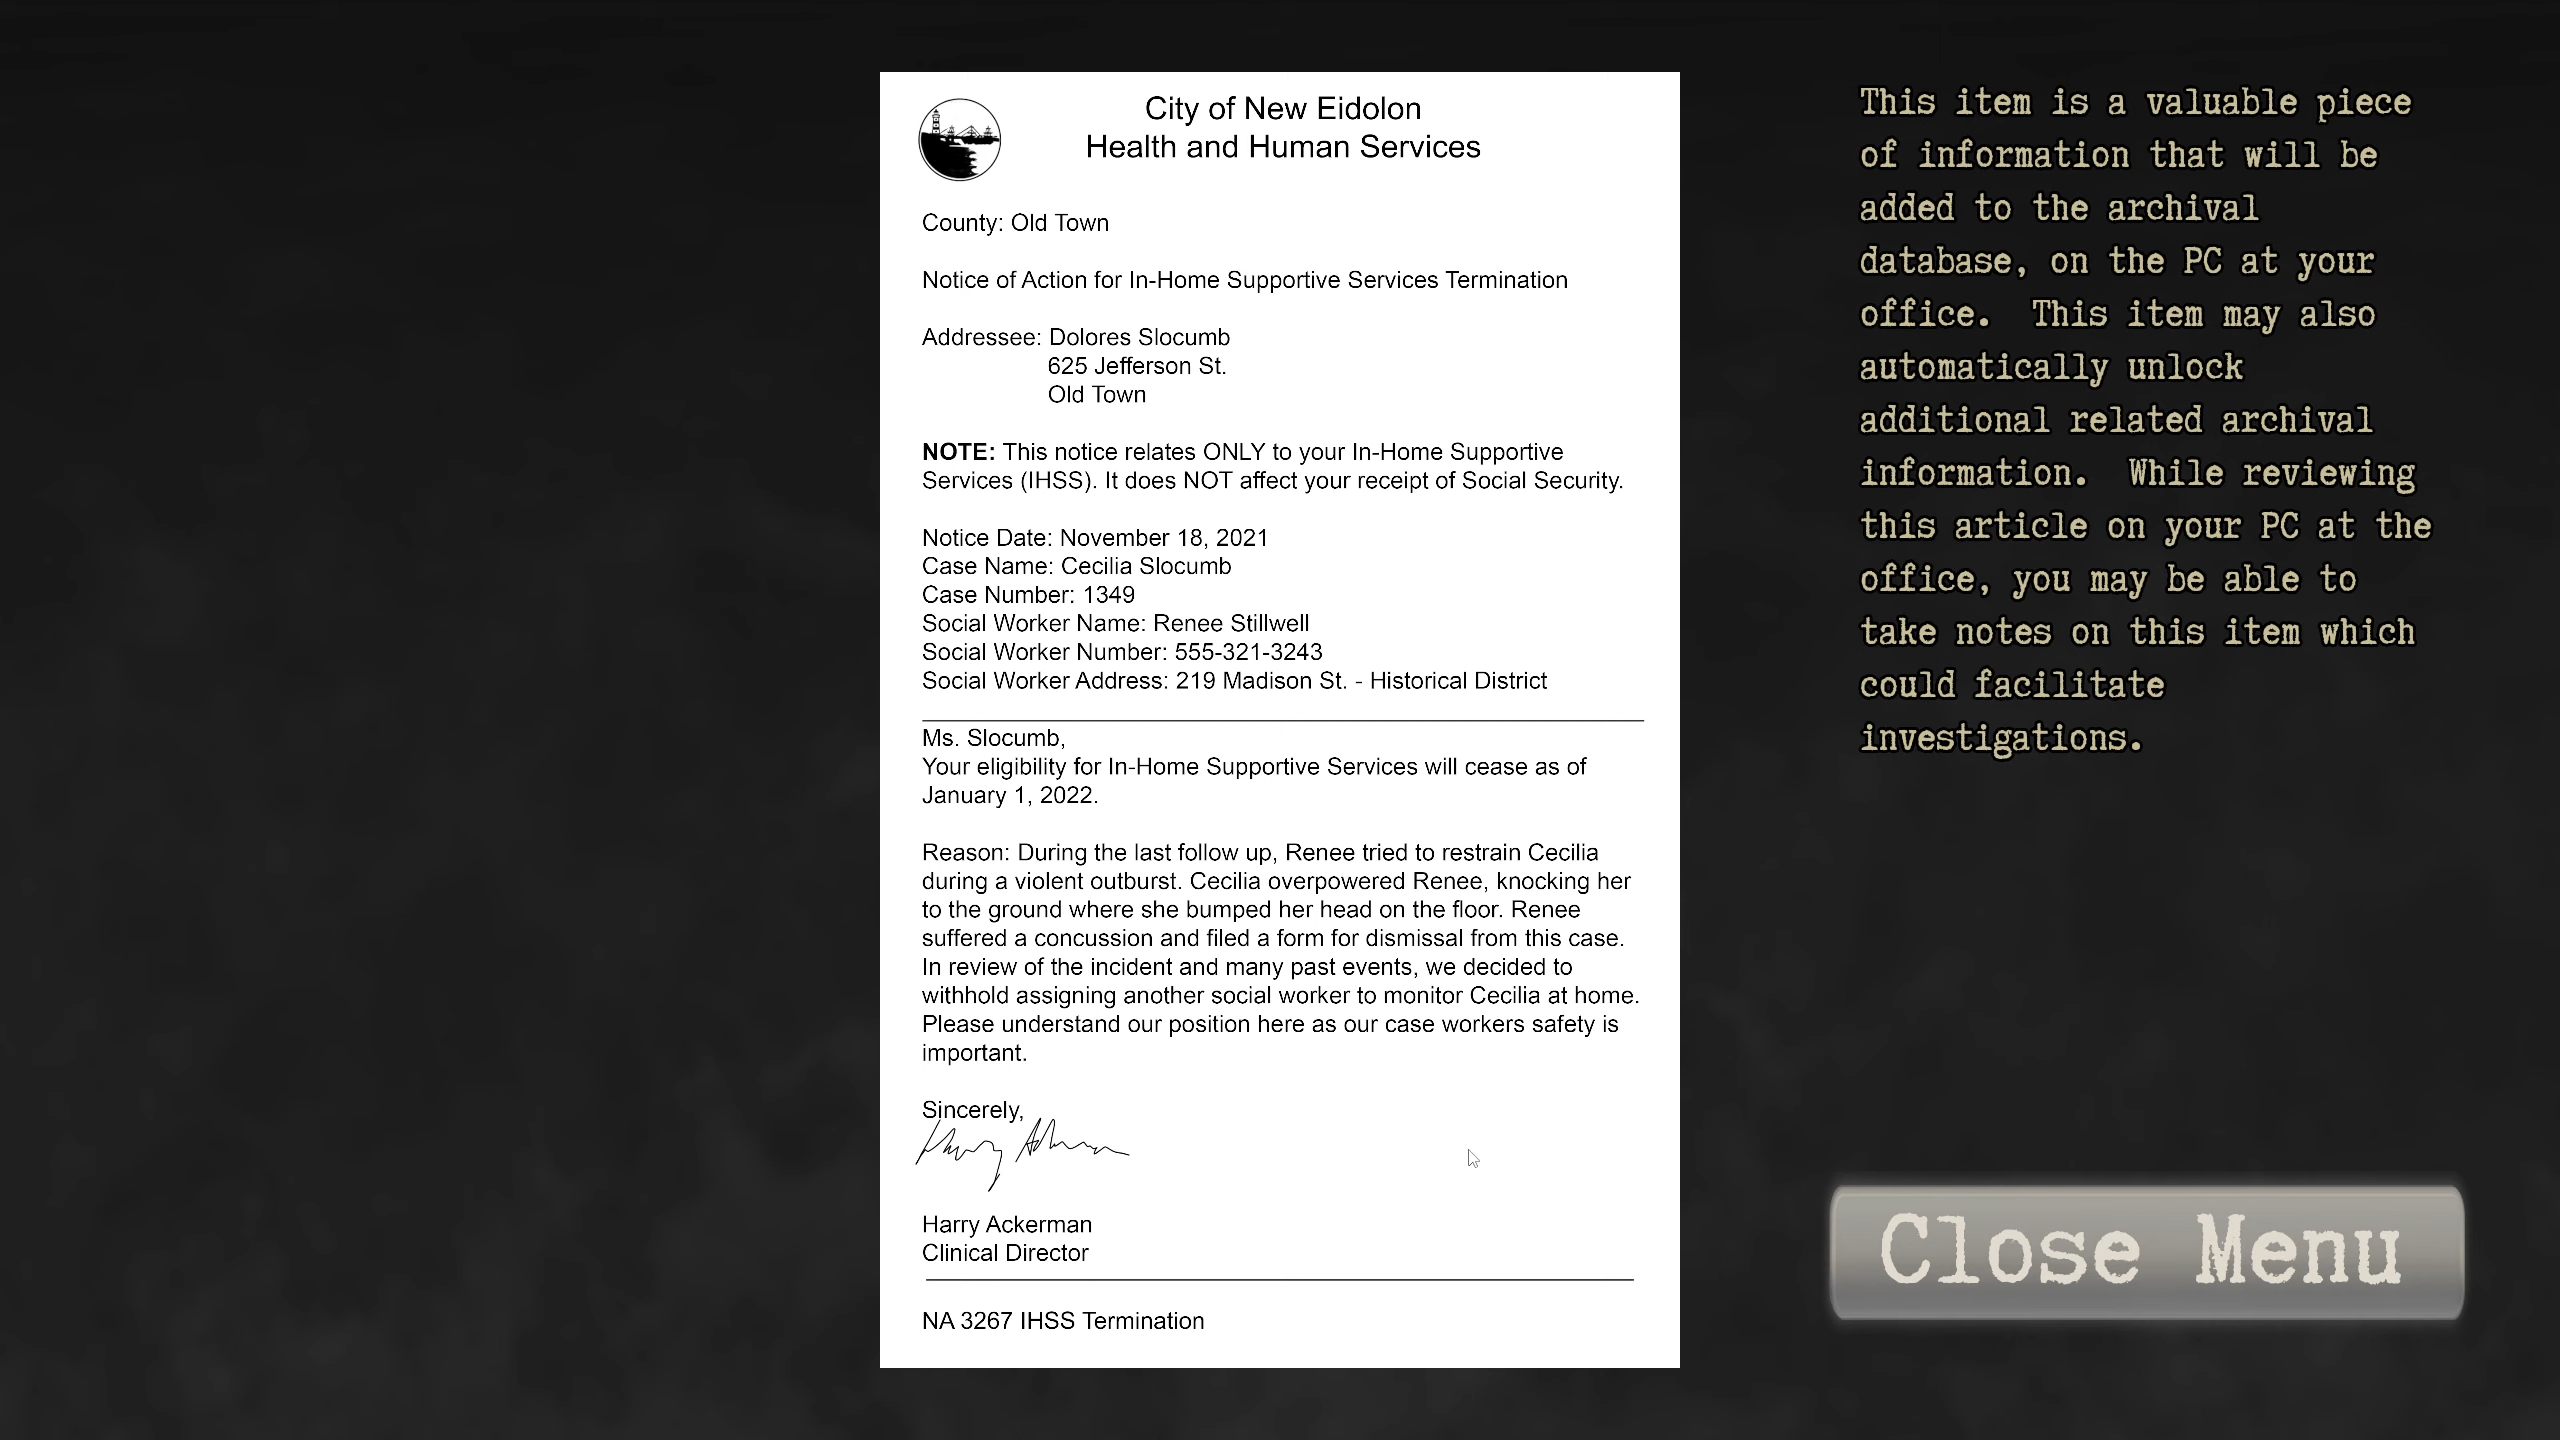 City of New Eidolon
Health and Human Services
County: Old Town
Notice of Action for In-Home Supportive Services Termination
Addressee: Dolores Slocumb
625 Jefferson St.
Old Town
NOTE: This notice relates ONLY to your In-Home Supportive
Services (IHSS). It does NOT affect your receipt of Social Security.
Notice Date: November 18, 2021
Case Name: Cecilia Slocumb
Case Number: 1349
Social Worker Name: Renee Stillwell
Social Worker Number: 555-321-3243
Social Worker Address: 219 Madison St. - Historical District
Ms. Slocumb,
Your eligibility for In-Home Supportive Services will cease as of
January 1, 2022.
Reason: During the last follow up, Renee tried to restrain Cecilia
during a violent outburst. Cecilia overpowered Renee, knocking her
to the ground where she bumped her head on the floor. Renee
suffered a concussion and filed a form for dismissal from this case.
In review of the incident and many past events, we decided to
withhold assigning another social worker to monitor Cecilia at home.
Please understand our position here as our case workers safety is
important.
Sincerely,
Harry Ackerman
Clinical Director
NA 3267 IHSS Termination
This item is a valuable piece
of information that will be
added to the archival
database, on the PC at your
office.  This item may also
automatically unlock
additional related archival
information.  While reviewing
this article on your PC at the
office, you may be able to
take notes on this item which
could facilitate
investigations.
Close Menu